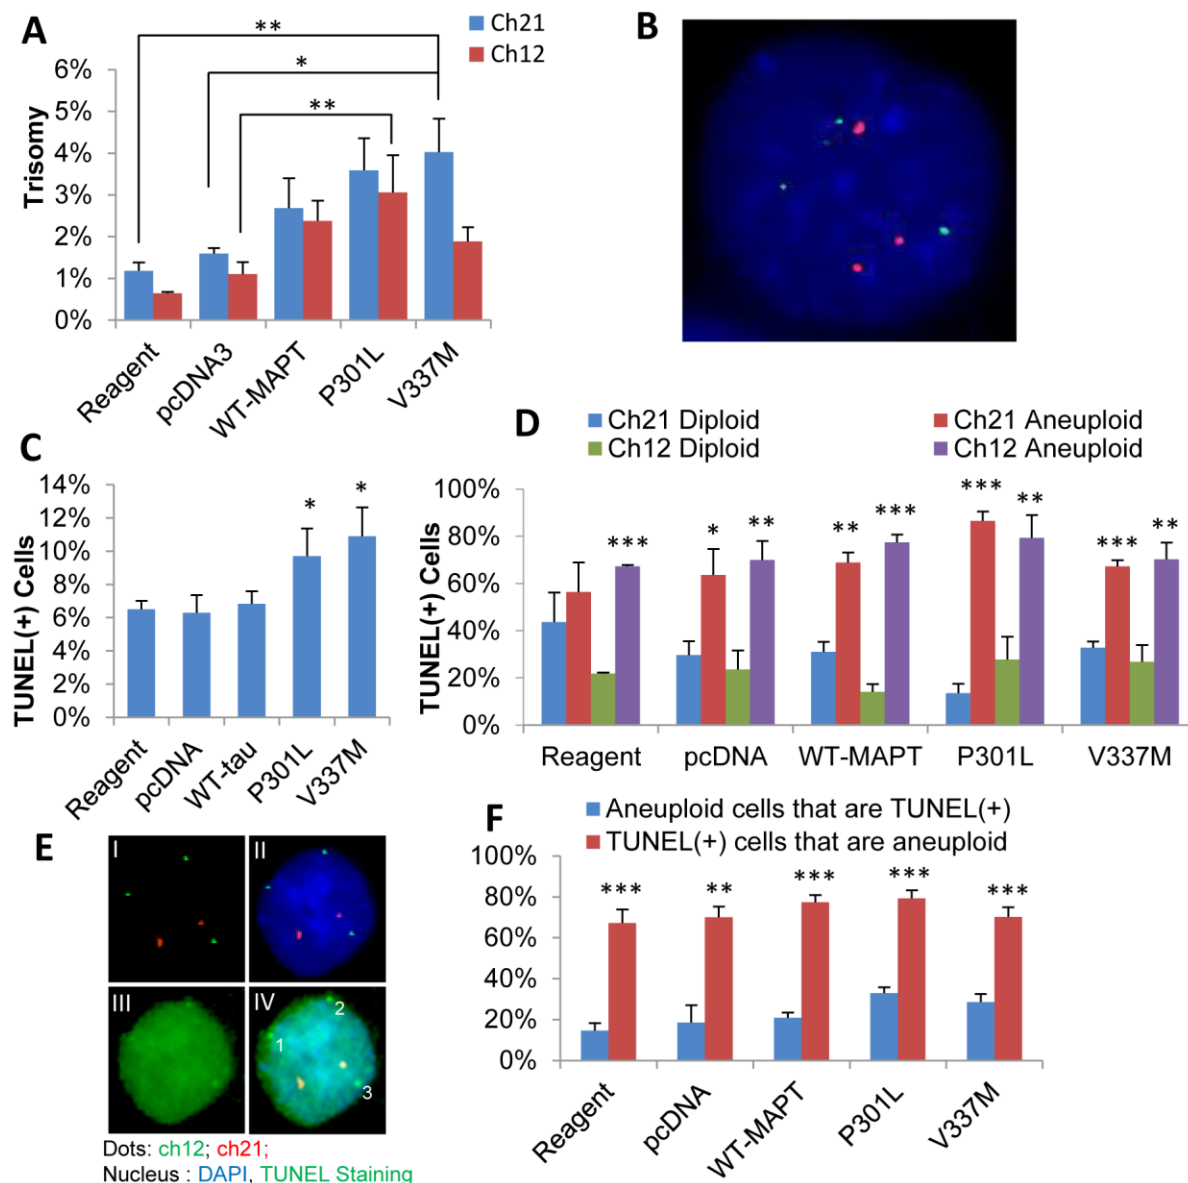 A
Ch21
Ch12
**
*
**
6%
5%
4%
3%
2%
1%
0%
Trisomy
Reagent
pcDNA3
WT-MAPT
P301L
V337M
B
C
14%
12%
10%
8%
6%
4%
2%
0%
TUNEL(+) Cells
*
*
Reagent
pcDNA
WT-tau
P301L
V337M
D
Ch21 Diploid
Ch21 Aneuploid
Ch12 Diploid
Ch12 Aneuploid
100%
80%
60%
40%
20%
0%
TUNEL(+) Cells
***
*
**
**
***
***
**
***
**
Reagent
pcDNA
WT-MAPT
P301L
V337M
E
I
II
III
IV
1
2
3
Dots: ch12; ch21;
Nucleus : DAPI, TUNEL Staining
F
Aneuploid cells that are TUNEL(+)
TUNEL(+) cells that are aneuploid
100%
80%
60%
40%
20%
0%
***
**
***
***
***
Reagent
pcDNA
WT-MAPT
P301L
V337M